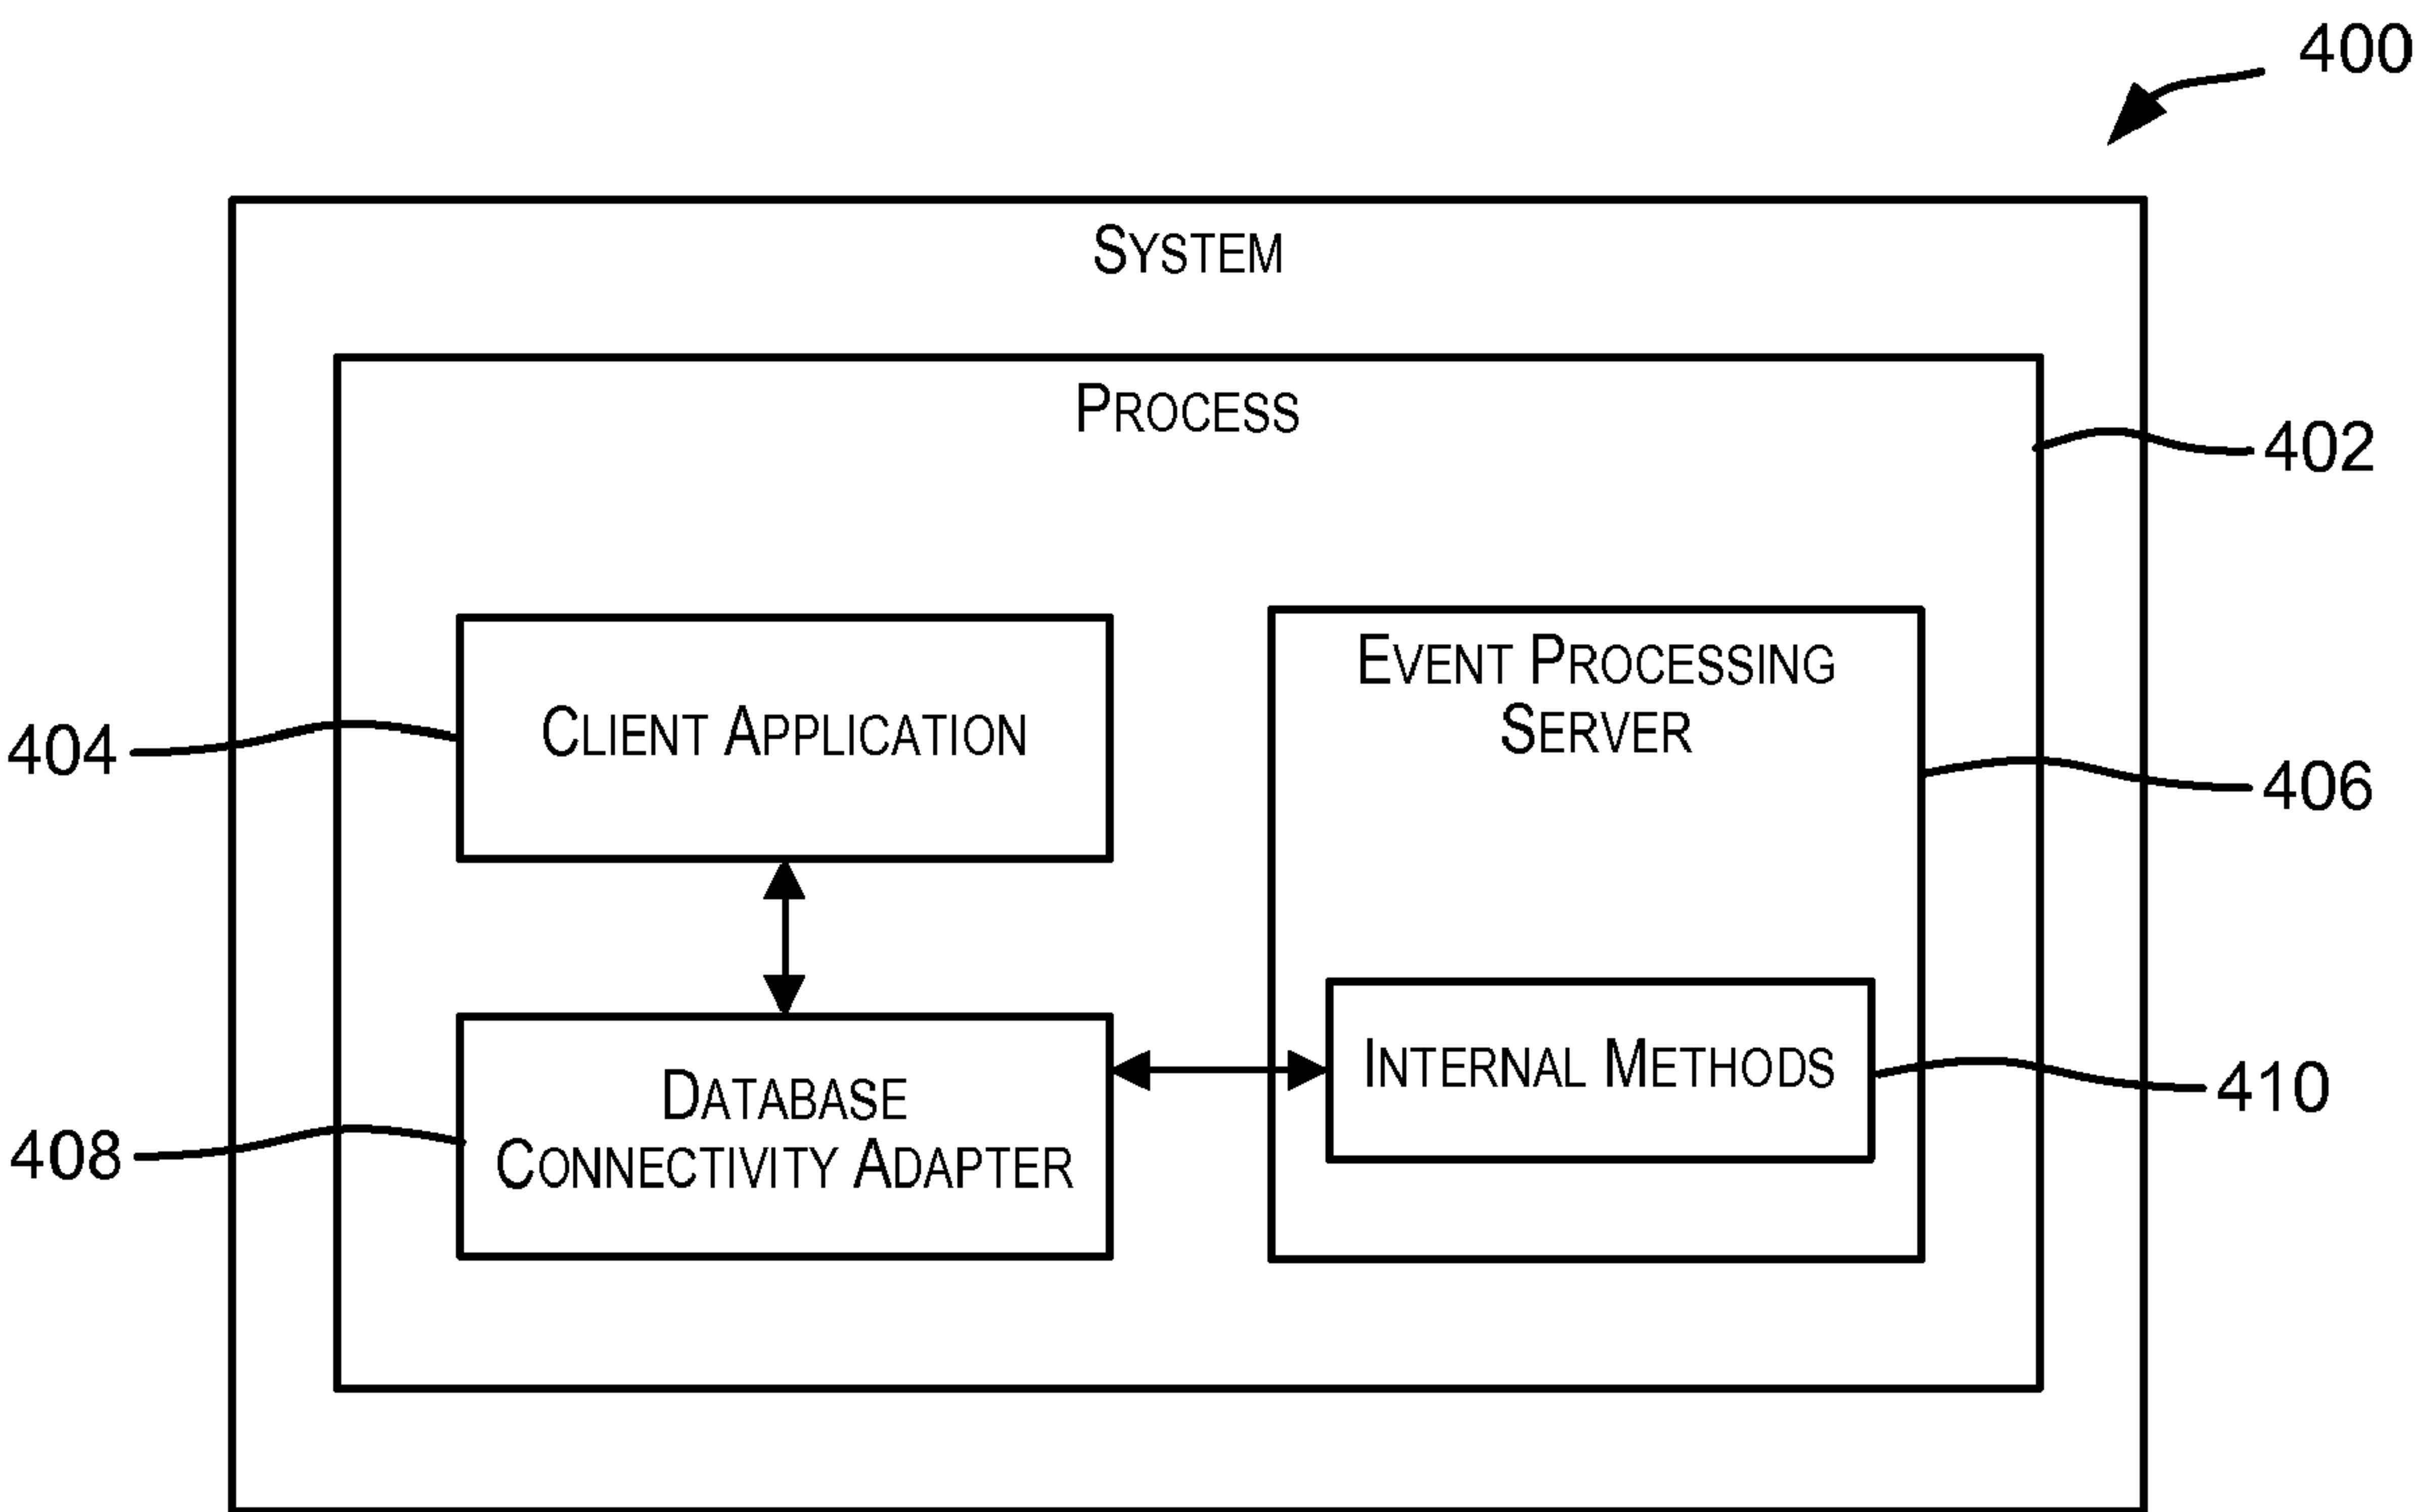 400
SYSTEM
PROCESS
402
EVENT PROCESSING
SERVER
CLIENT APPLICATION
404
406
INTERNAL METHODS
410
DATABASE
CONNECTIVITY ADAPTER
408